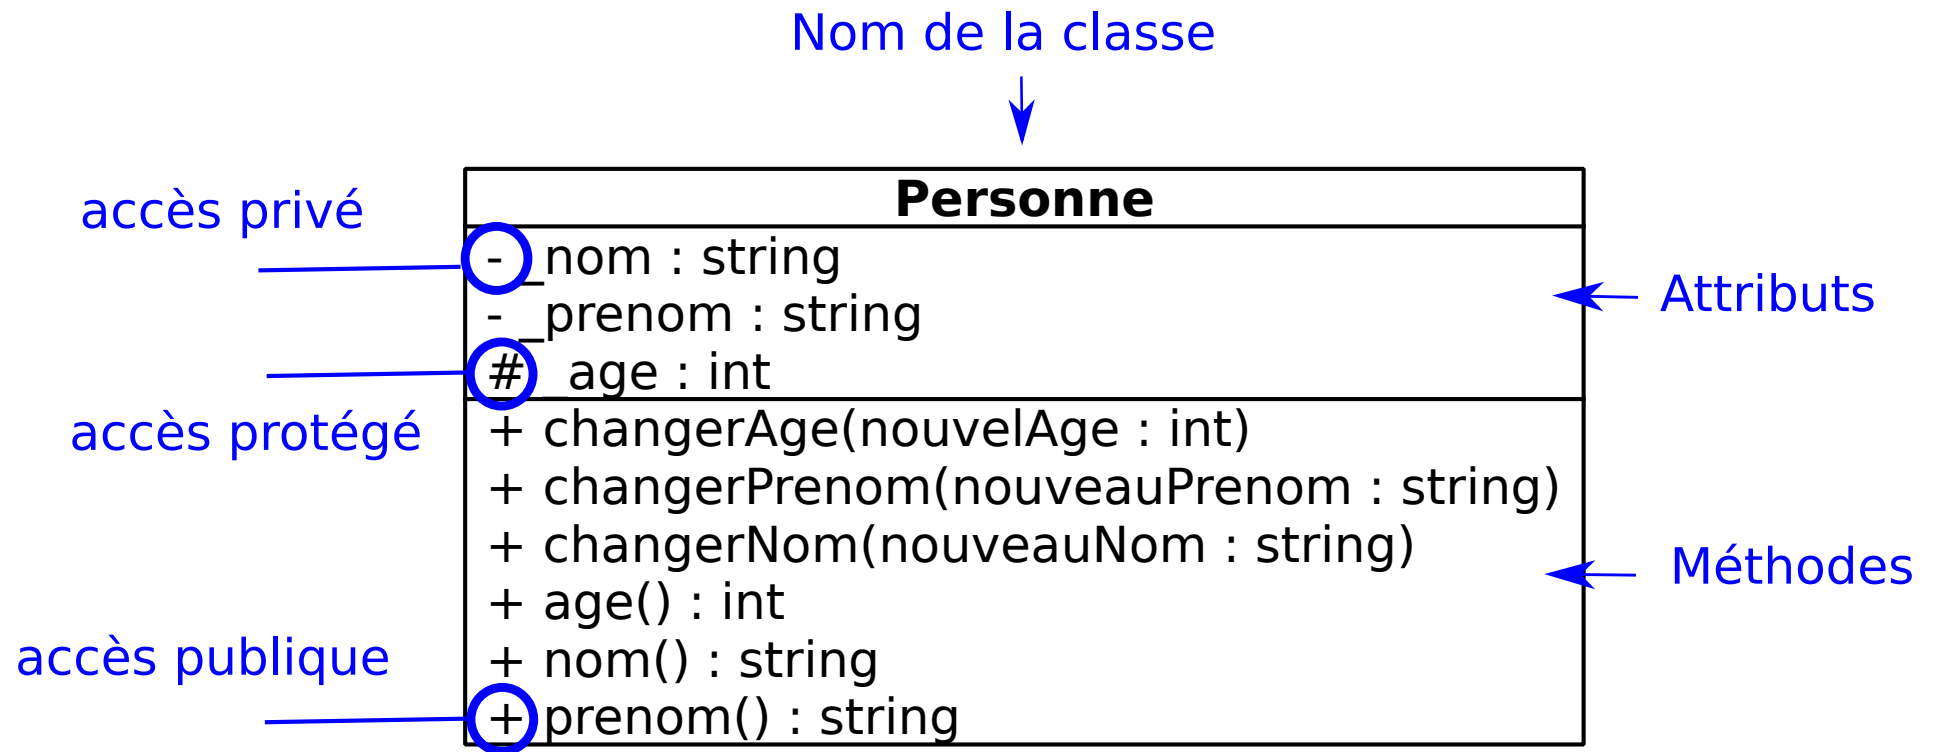 Nom de la classe
Personne
accès privé
- _nom : string
- _prenom : string
Attributs
# _age : int
accès protégé
+ changerAge(nouvelAge : int)
+ changerPrenom(nouveauPrenom : string)
+ changerNom(nouveauNom : string)
Méthodes
+ age() : int
accès publique
+ nom() : string
+ prenom() : string